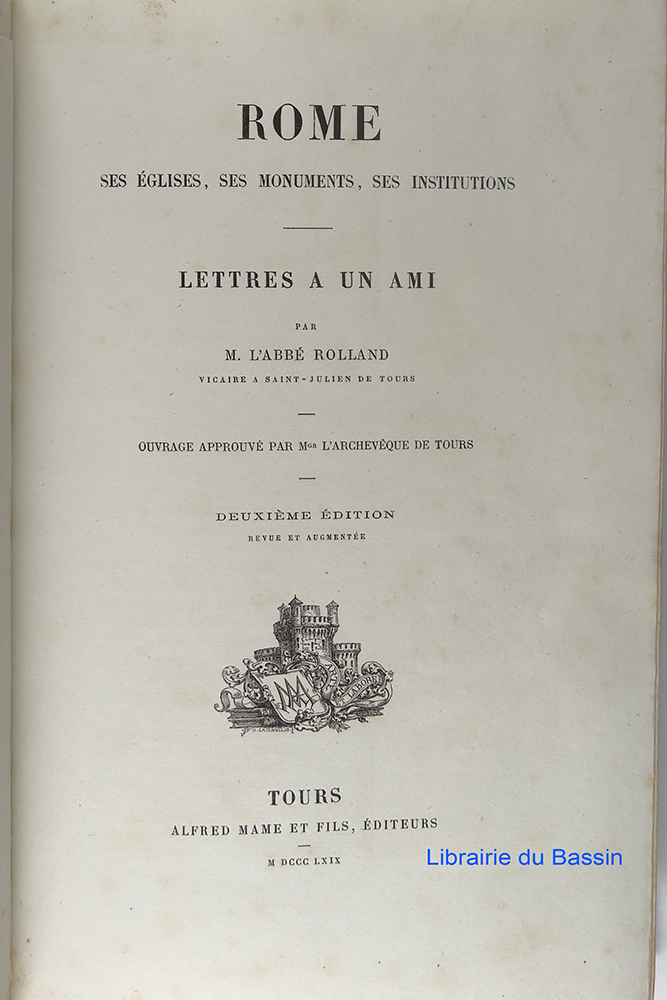 ROME
SES ÉGLISES, SES MONUMENTS, SES INSTITUTIONS
LETTRES A UN AMI
PAR
M. L'ABBÉ ROLLAND
VICAIRE A SAINT-JULIEN DE TOURS
OUVRAGE APPROUVÉ PAR MGR L'ARCHEVÊQUE DE TOURS
DEUXIÈME ÉDITION
REVUE ET AUGMENTÉE
LABORE
TOURS
ALFRED MAME ET FILS, ÉDITEURS
M DCCC LXIX
Librairie du Bassin